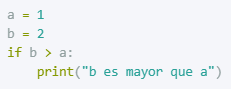 a = 1
b = 2
if b > a:
    print("b es mayor que a")